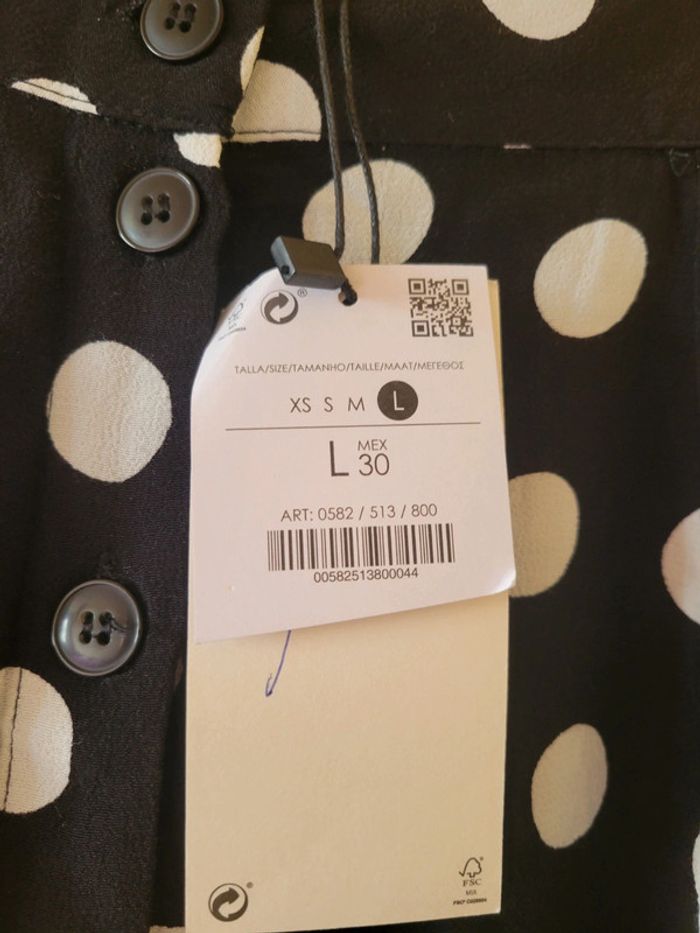 TALLA/SIZE/TAMANHO/TAILLE/MAAT/ΜΕΓΕΘΟΣ
XS S M L
L MEX 30
ART: 0582 / 513 / 800
00582513800044
FSC
MIX